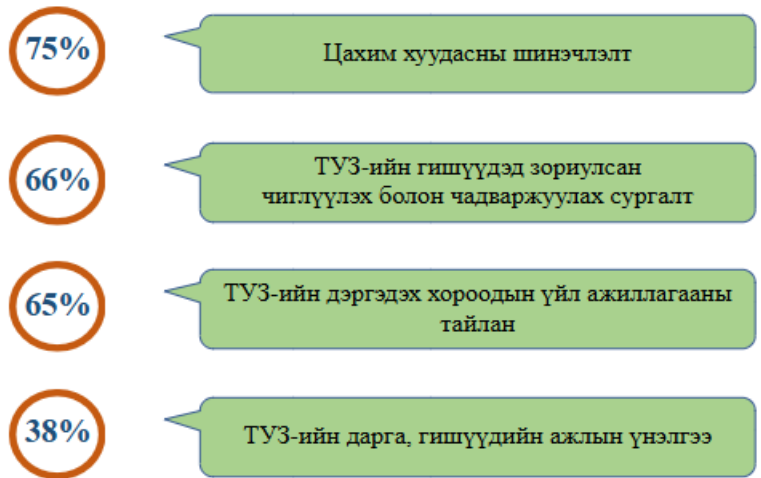 75%
Цахим хуудасны шинэчлэлт
66%
ТУЗ-ийн гишүүдэд зориулсан
чиглүүлэх болон чадваржуулах сургалт
65%
ТУЗ-ийн дэргэдэх хороодын үйл ажиллагааны
тайлан
38%
ТУЗ-ийн дарга, гишүүдийн ажлын үнэлгээ